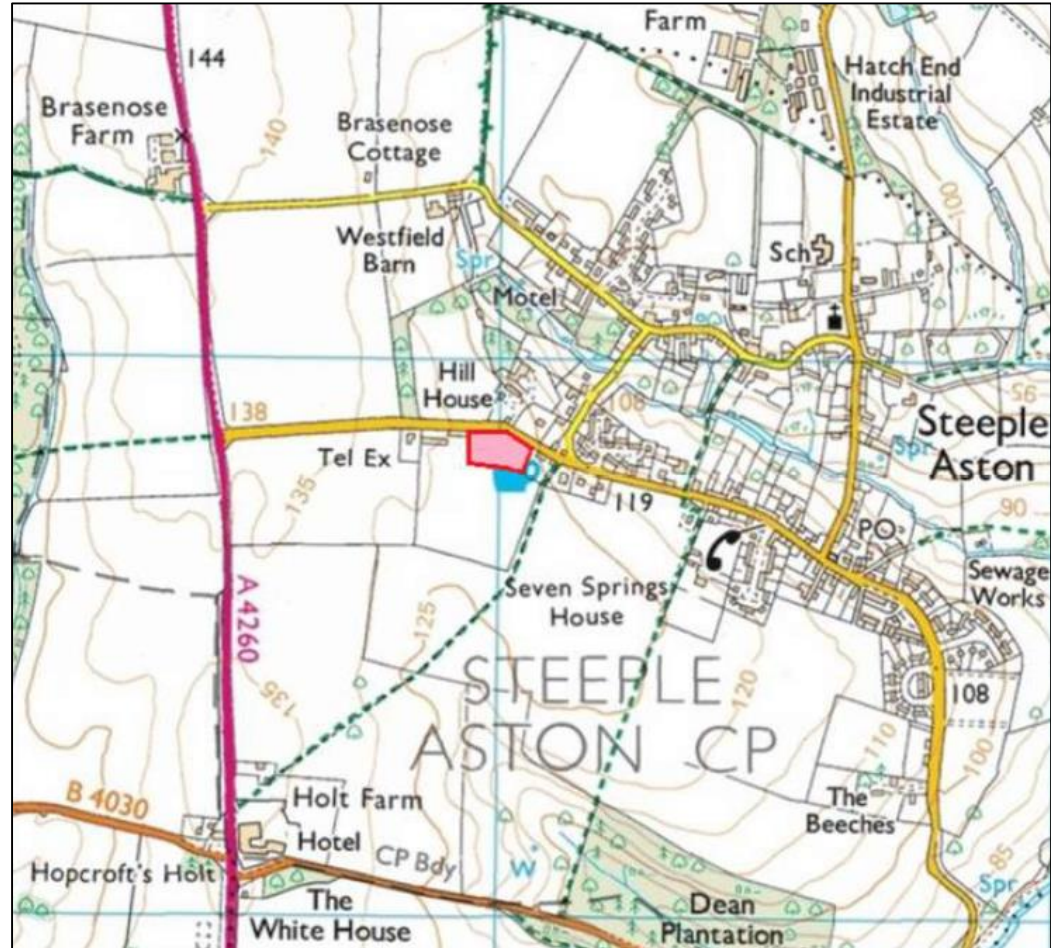 Farm
144
Hatch End
Industrial
Estate
Brasenose
Farm
140
Brasenose
Cottage
100
Westfield
Barn
Spr
Sch
Motel
Hill
House
108
138
Tel Ex
Steeple
Aston
Spr
135
119
90
PO
Sewage
Works
A 4260
125
Seven Springs
House
STEEPLE
ASTON CP
120
108
135
110
100
B 4030
Holt Farm
Hotel
The
Beeches
CP Bdy
W
85
Hopcroft's Holt
Spr
The
White House
Dean
Plantation